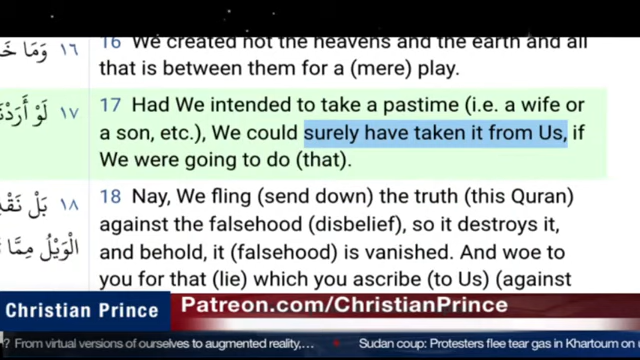 16 We created not the heavens and the earth and all
that is between them for a (mere) play.
١٦ وَمَا خَ
17 Had We intended to take a pastime (i.e. a wife or
a son, etc.), We could surely have taken it from Us, if
We were going to do (that).
١٧ لَوْ أَرَدْنَ
18 Nay, We fling (send down) the truth (this Quran)
against the falsehood (disbelief), so it destroys it,
and behold, it (falsehood) is vanished. And woe to
you for that (lie) which you ascribe (to Us) (against
١٨ بَلْ نَقْذِ
الْوَيْلُ مِمَّا تَ
Christian Prince
Patreon.com/ChristianPrince
? From virtual versions of ourselves to augmented reality,.... Sudan coup: Protesters flee tear gas in Khartoum on